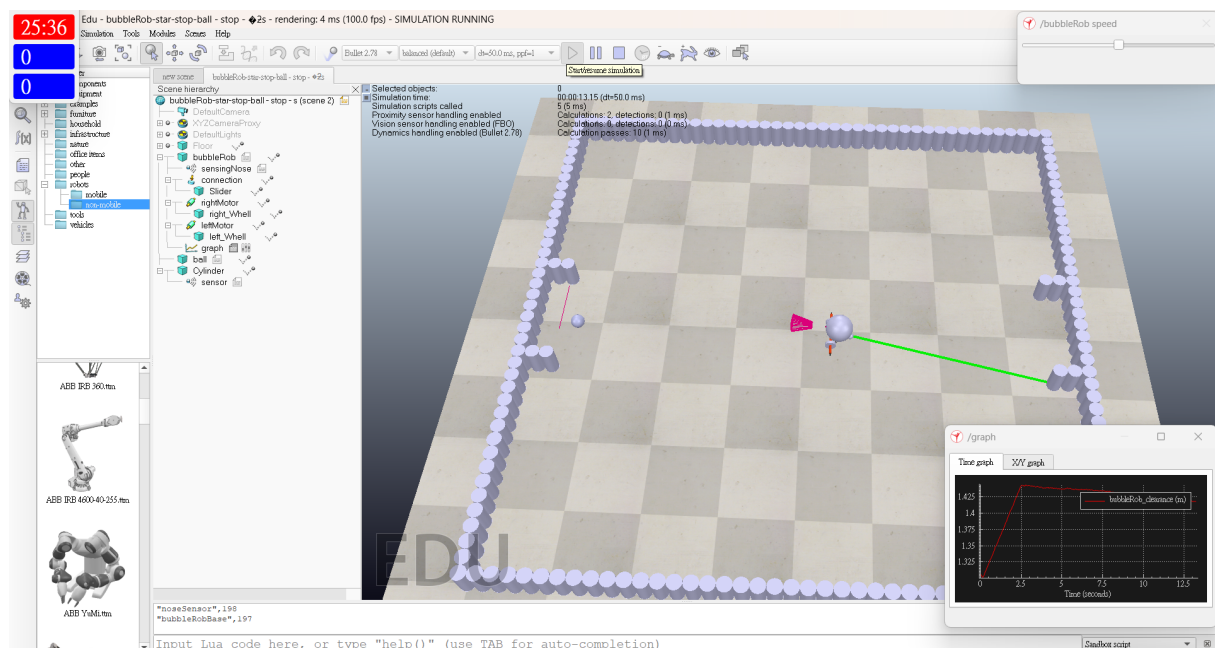 25:36
0
0
Edu - bubbleRob-star-stop-ball - stop - �2s - rendering: 4 ms (100.0 fps) - SIMULATION RUNNING
Simulation Tools Modules Scenes Help
Bullet 2.78 balanced (default) dt=50.0 ms, ppf=1
Start/resume simulation
new scene bubbleRob-star-stop-ball - stop - �2s
examples
furniture
household
infrastructure
nature
office items
other
people
robots
mobile
non-mobile
tools
vehicles
ABB IRB 360.ttm
ABB IRB 4600-40-255.ttm
ABB YuMi.ttm
Scene hierarchy
bubbleRob-star-stop-ball - stop - s (scene 2)
DefaultCamera
XYZCameraProxy
DefaultLights
Floor
bubbleRob
sensingNose
connection
Slider
rightMotor
right_Whell
leftMotor
left_Whell
graph
ball
Cylinder
sensor
Selected objects: 0
Simulation time: 00:00:13.15 (dt=50.0 ms)
Simulation scripts called 5 (5 ms)
Proximity sensor handling enabled Calculations: 2, detections: 0 (1 ms)
Vision sensor handling enabled (FBO) Calculations: 0, detections: 0 (0 ms)
Dynamics handling enabled (Bullet 2.78) Calculation passes: 10 (1 ms)
/bubbleRob speed
EDU
/graph
Time graph X/Y graph
bubbleRob_clearance (m)
1.425
1.4
1.375
1.35
1.325
0 2.5 5 7.5 10 12.5
Time (seconds)
"noseSensor",198
"bubbleRobBase",197
Input Lua code here, or type "help()" (use TAB for auto-completion)
Sandbox script